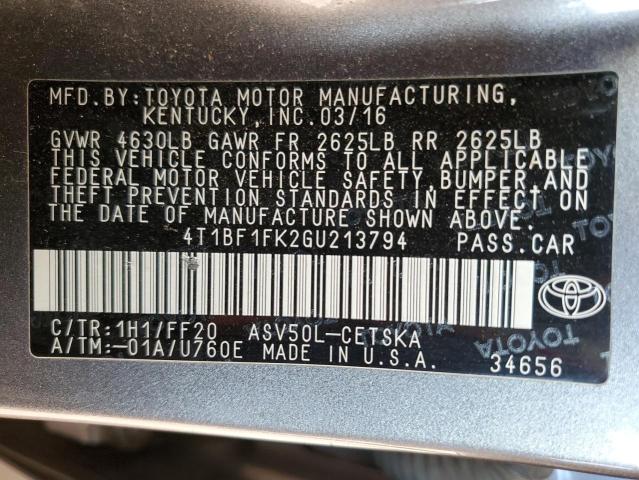 MFD.BY:TOYOTA MOTOR MANUFACTURING,
KENTUCKY,INC.03/16
GVWR 4630LB GAWR FR 2625LB RR 2625LB
THIS VEHICLE CONFORMS TO ALL APPLICABLE
FEDERAL MOTOR VEHICLE SAFETY,BUMPER,AND
THEFT PREVENTION STANDARDS IN EFFECT ON
THE DATE OF MANUFACTURE SHOWN ABOVE.
4T1BF1FK2GU213794 PASS.CAR
C/TR:1H1/FF20 ASV50L-CETSKA
A/TM:-01A/U760E MADE IN U.S.A. 34656